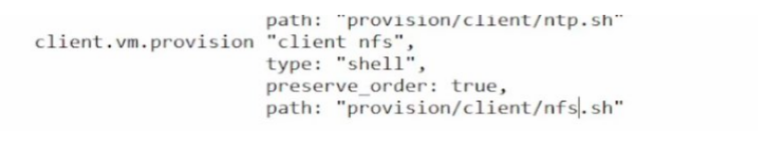 path: "provision/client/ntp.sh"
client.vm.provision "client nfs",
type: "shell",
preserve_order: true,
path: "provision/client/nfs.sh"